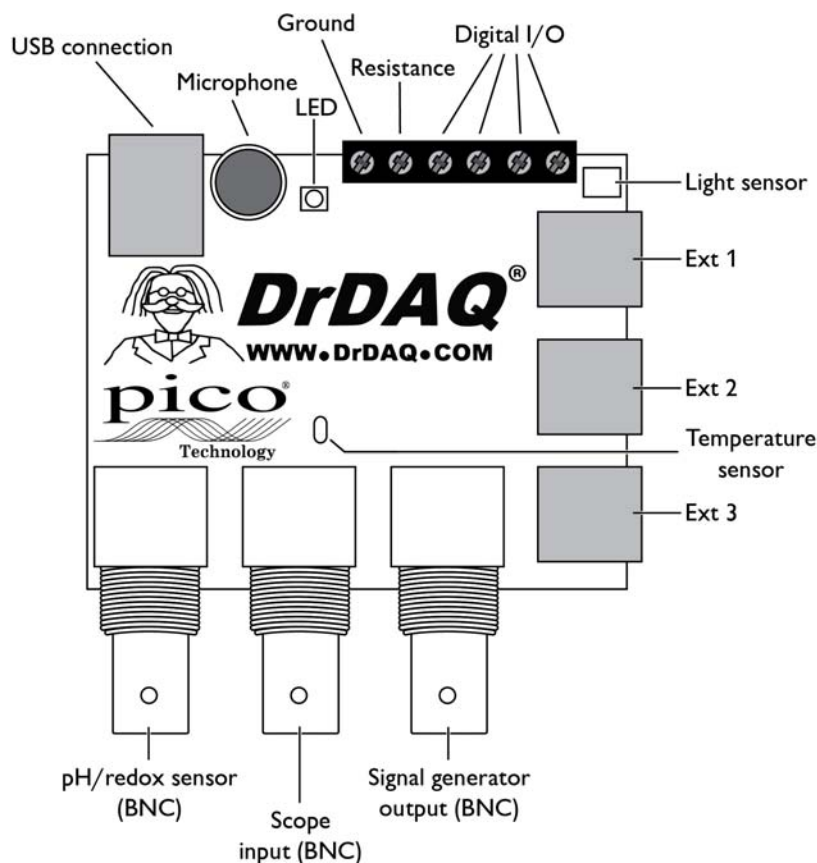 Ground
Digital I/O
USB connection
Resistance
Microphone
LED
Light sensor
Ext 1
DrDAQ®
WWW•DrDAQ•COM
pico®
Technology
Ext 2
Temperature
sensor
Ext 3
pH/redox sensor
(BNC)
Scope
input (BNC)
Signal generator
output (BNC)